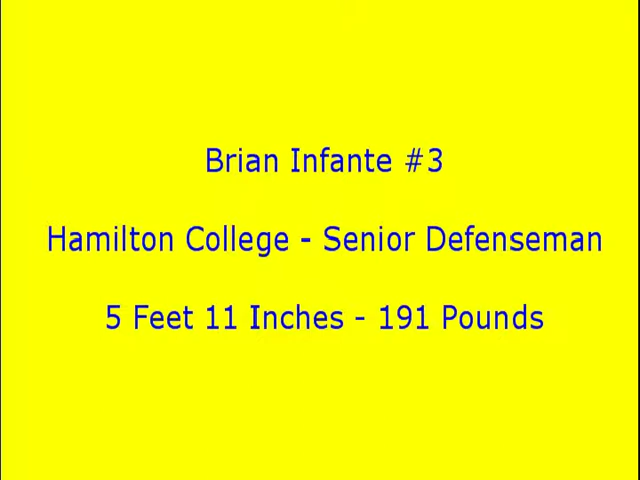 Brian Infante #3
Hamilton College - Senior Defenseman
5 Feet 11 Inches - 191 Pounds